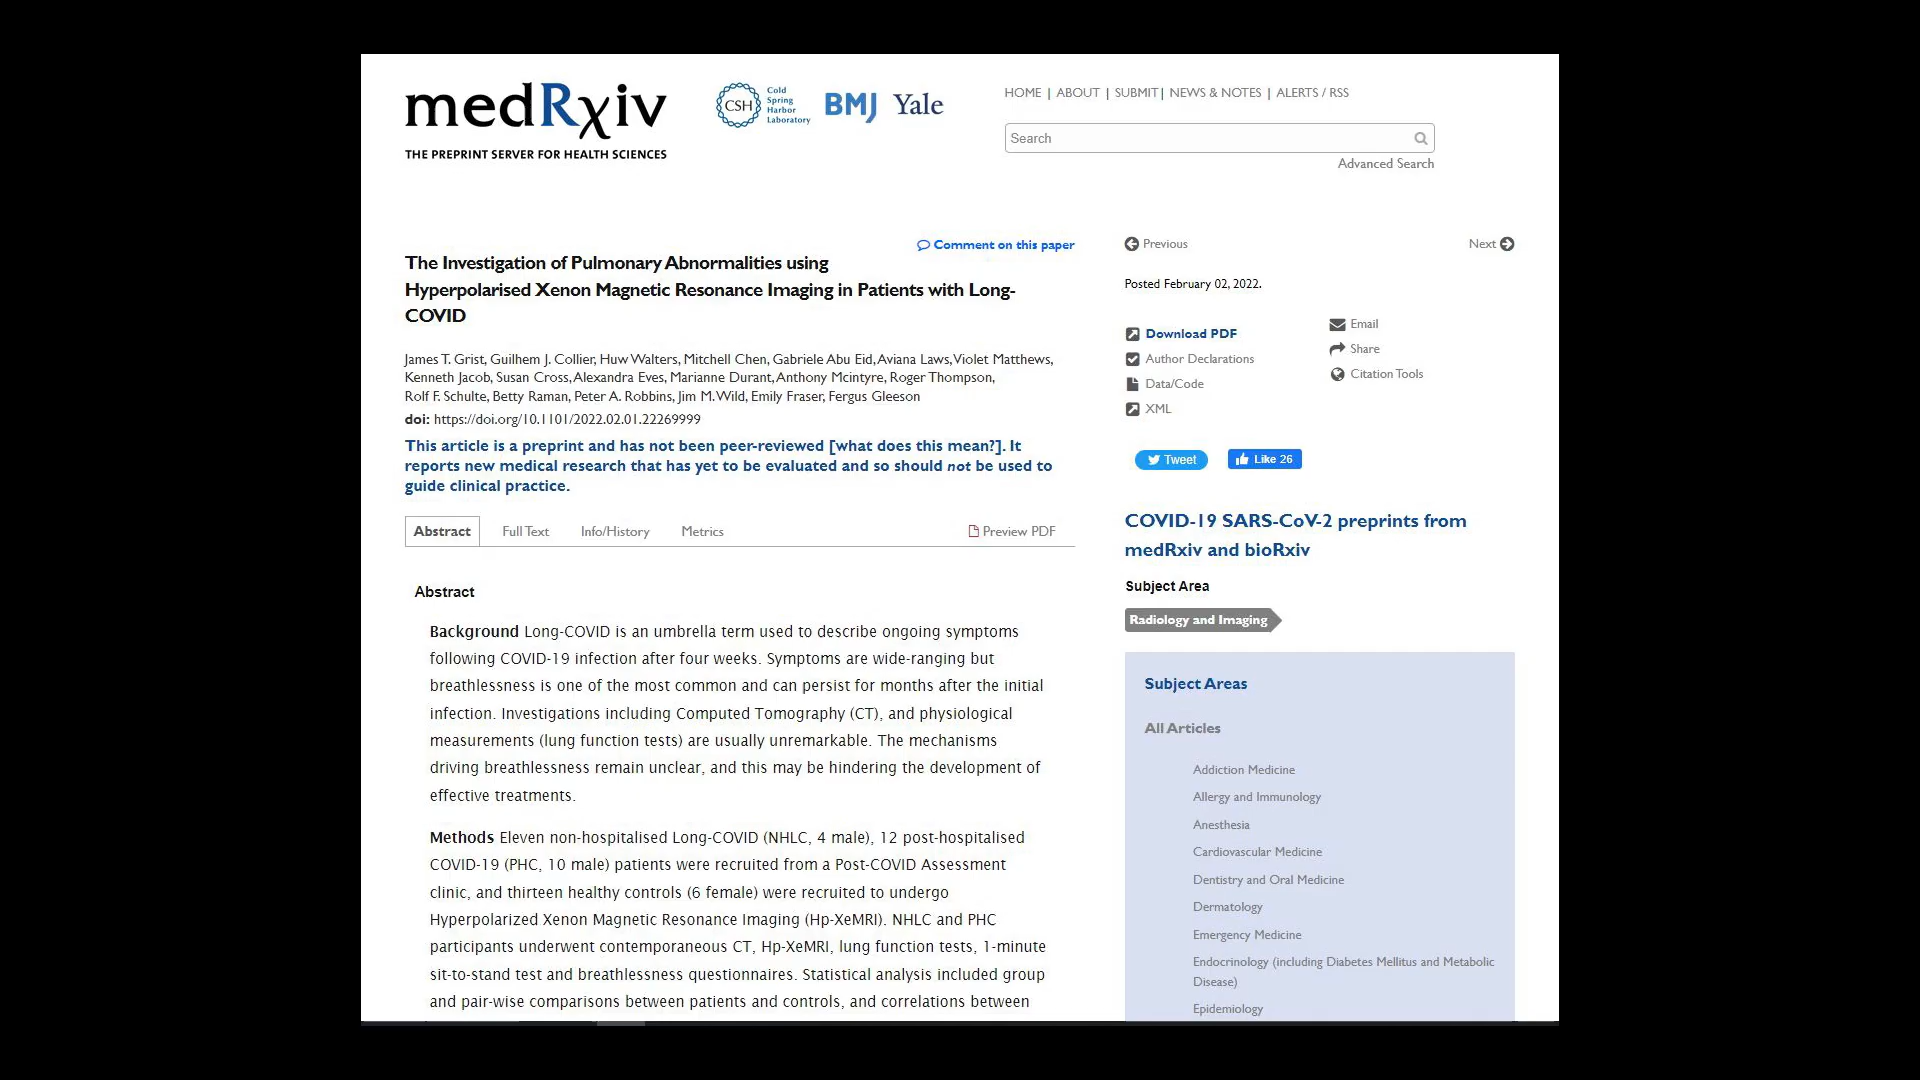 medRxiv
THE PREPRINT SERVER FOR HEALTH SCIENCES
CSH
Cold
Spring
Harbor
Laboratory
BMJ
Yale
HOME | ABOUT | SUBMIT | NEWS & NOTES | ALERTS / RSS
Search
Advanced Search
Comment on this paper
The Investigation of Pulmonary Abnormalities using
Hyperpolarised Xenon Magnetic Resonance Imaging in Patients with Long-
COVID
James T. Grist, Guilhem J. Collier, Huw Walters, Mitchell Chen, Gabriele Abu Eid, Aviana Laws, Violet Matthews,
Kenneth Jacob, Susan Cross, Alexandra Eves, Marianne Durant, Anthony Mcintyre, Roger Thompson,
Rolf F. Schulte, Betty Raman, Peter A. Robbins, Jim M. Wild, Emily Fraser, Fergus Gleeson
doi: https://doi.org/10.1101/2022.02.01.22269999
This article is a preprint and has not been peer-reviewed [what does this mean?]. It
reports new medical research that has yet to be evaluated and so should not be used to
guide clinical practice.
Abstract
Full Text
Info/History
Metrics
Preview PDF
Abstract
Background Long-COVID is an umbrella term used to describe ongoing symptoms
following COVID-19 infection after four weeks. Symptoms are wide-ranging but
breathlessness is one of the most common and can persist for months after the initial
infection. Investigations including Computed Tomography (CT), and physiological
measurements (lung function tests) are usually unremarkable. The mechanisms
driving breathlessness remain unclear, and this may be hindering the development of
effective treatments.
Methods Eleven non-hospitalised Long-COVID (NHLC, 4 male), 12 post-hospitalised
COVID-19 (PHC, 10 male) patients were recruited from a Post-COVID Assessment
clinic, and thirteen healthy controls (6 female) were recruited to undergo
Hyperpolarized Xenon Magnetic Resonance Imaging (Hp-XeMRI). NHLC and PHC
participants underwent contemporaneous CT, Hp-XeMRI, lung function tests, 1-minute
sit-to-stand test and breathlessness questionnaires. Statistical analysis included group
and pair-wise comparisons between patients and controls, and correlations between
Previous
Next
Posted February 02, 2022.
Download PDF
Author Declarations
Data/Code
XML
Email
Share
Citation Tools
Tweet
Like 26
COVID-19 SARS-CoV-2 preprints from
medRxiv and bioRxiv
Subject Area
Radiology and Imaging
Subject Areas
All Articles
Addiction Medicine
Allergy and Immunology
Anesthesia
Cardiovascular Medicine
Dentistry and Oral Medicine
Dermatology
Emergency Medicine
Endocrinology (including Diabetes Mellitus and Metabolic
Disease)
Epidemiology